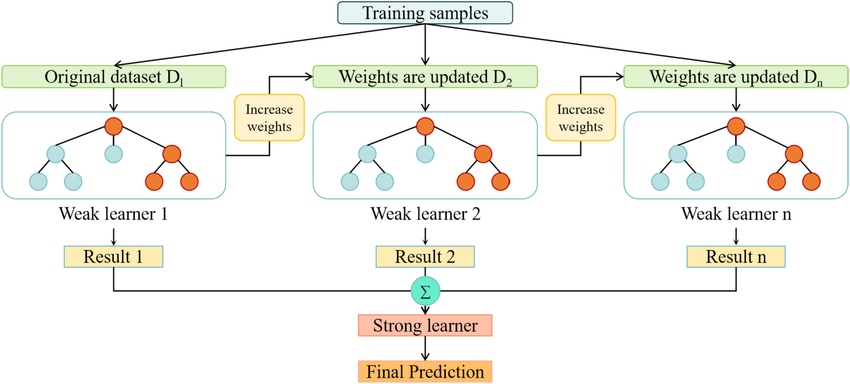 Training samples
Original dataset D1
Weights are updated D2
Weights are updated Dn
Increase
weights
Increase
weights
Weak learner 1
Weak learner 2
Weak learner n
Result 1
Result 2
Result n
Σ
Strong learner
Final Prediction